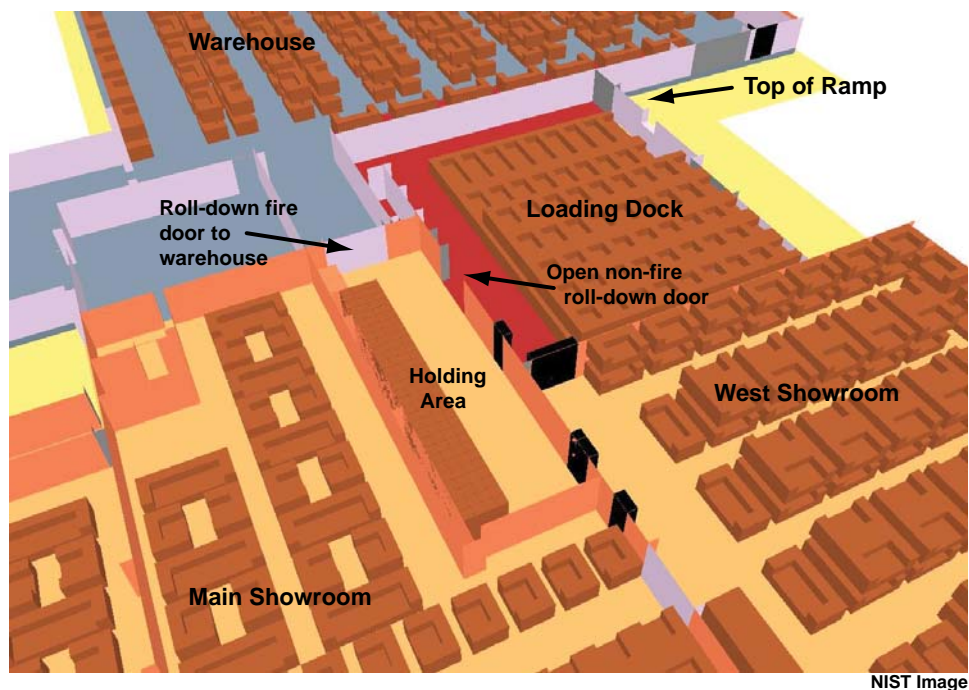 Warehouse
Top of Ramp
Roll-down fire
door to
warehouse
Loading Dock
Open non-fire
roll-down door
Holding
Area
West Showroom
Main Showroom
NIST Image